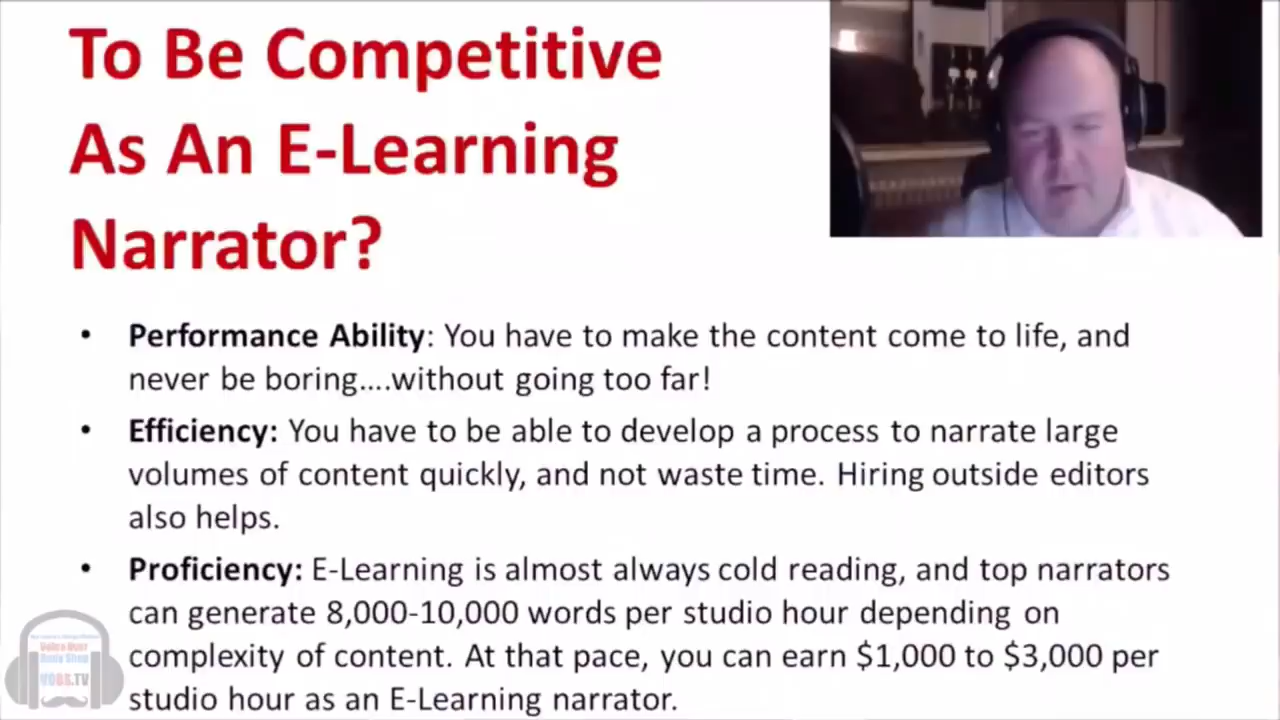 To Be Competitive
As An E-Learning
Narrator?
• Performance Ability: You have to make the content come to life, and
never be boring....without going too far!
• Efficiency: You have to be able to develop a process to narrate large
volumes of content quickly, and not waste time. Hiring outside editors
also helps.
• Proficiency: E-Learning is almost always cold reading, and top narrators
can generate 8,000-10,000 words per studio hour depending on
complexity of content. At that pace, you can earn $1,000 to $3,000 per
studio hour as an E-Learning narrator.
Voice Over
Body Shop
VOBS.TV